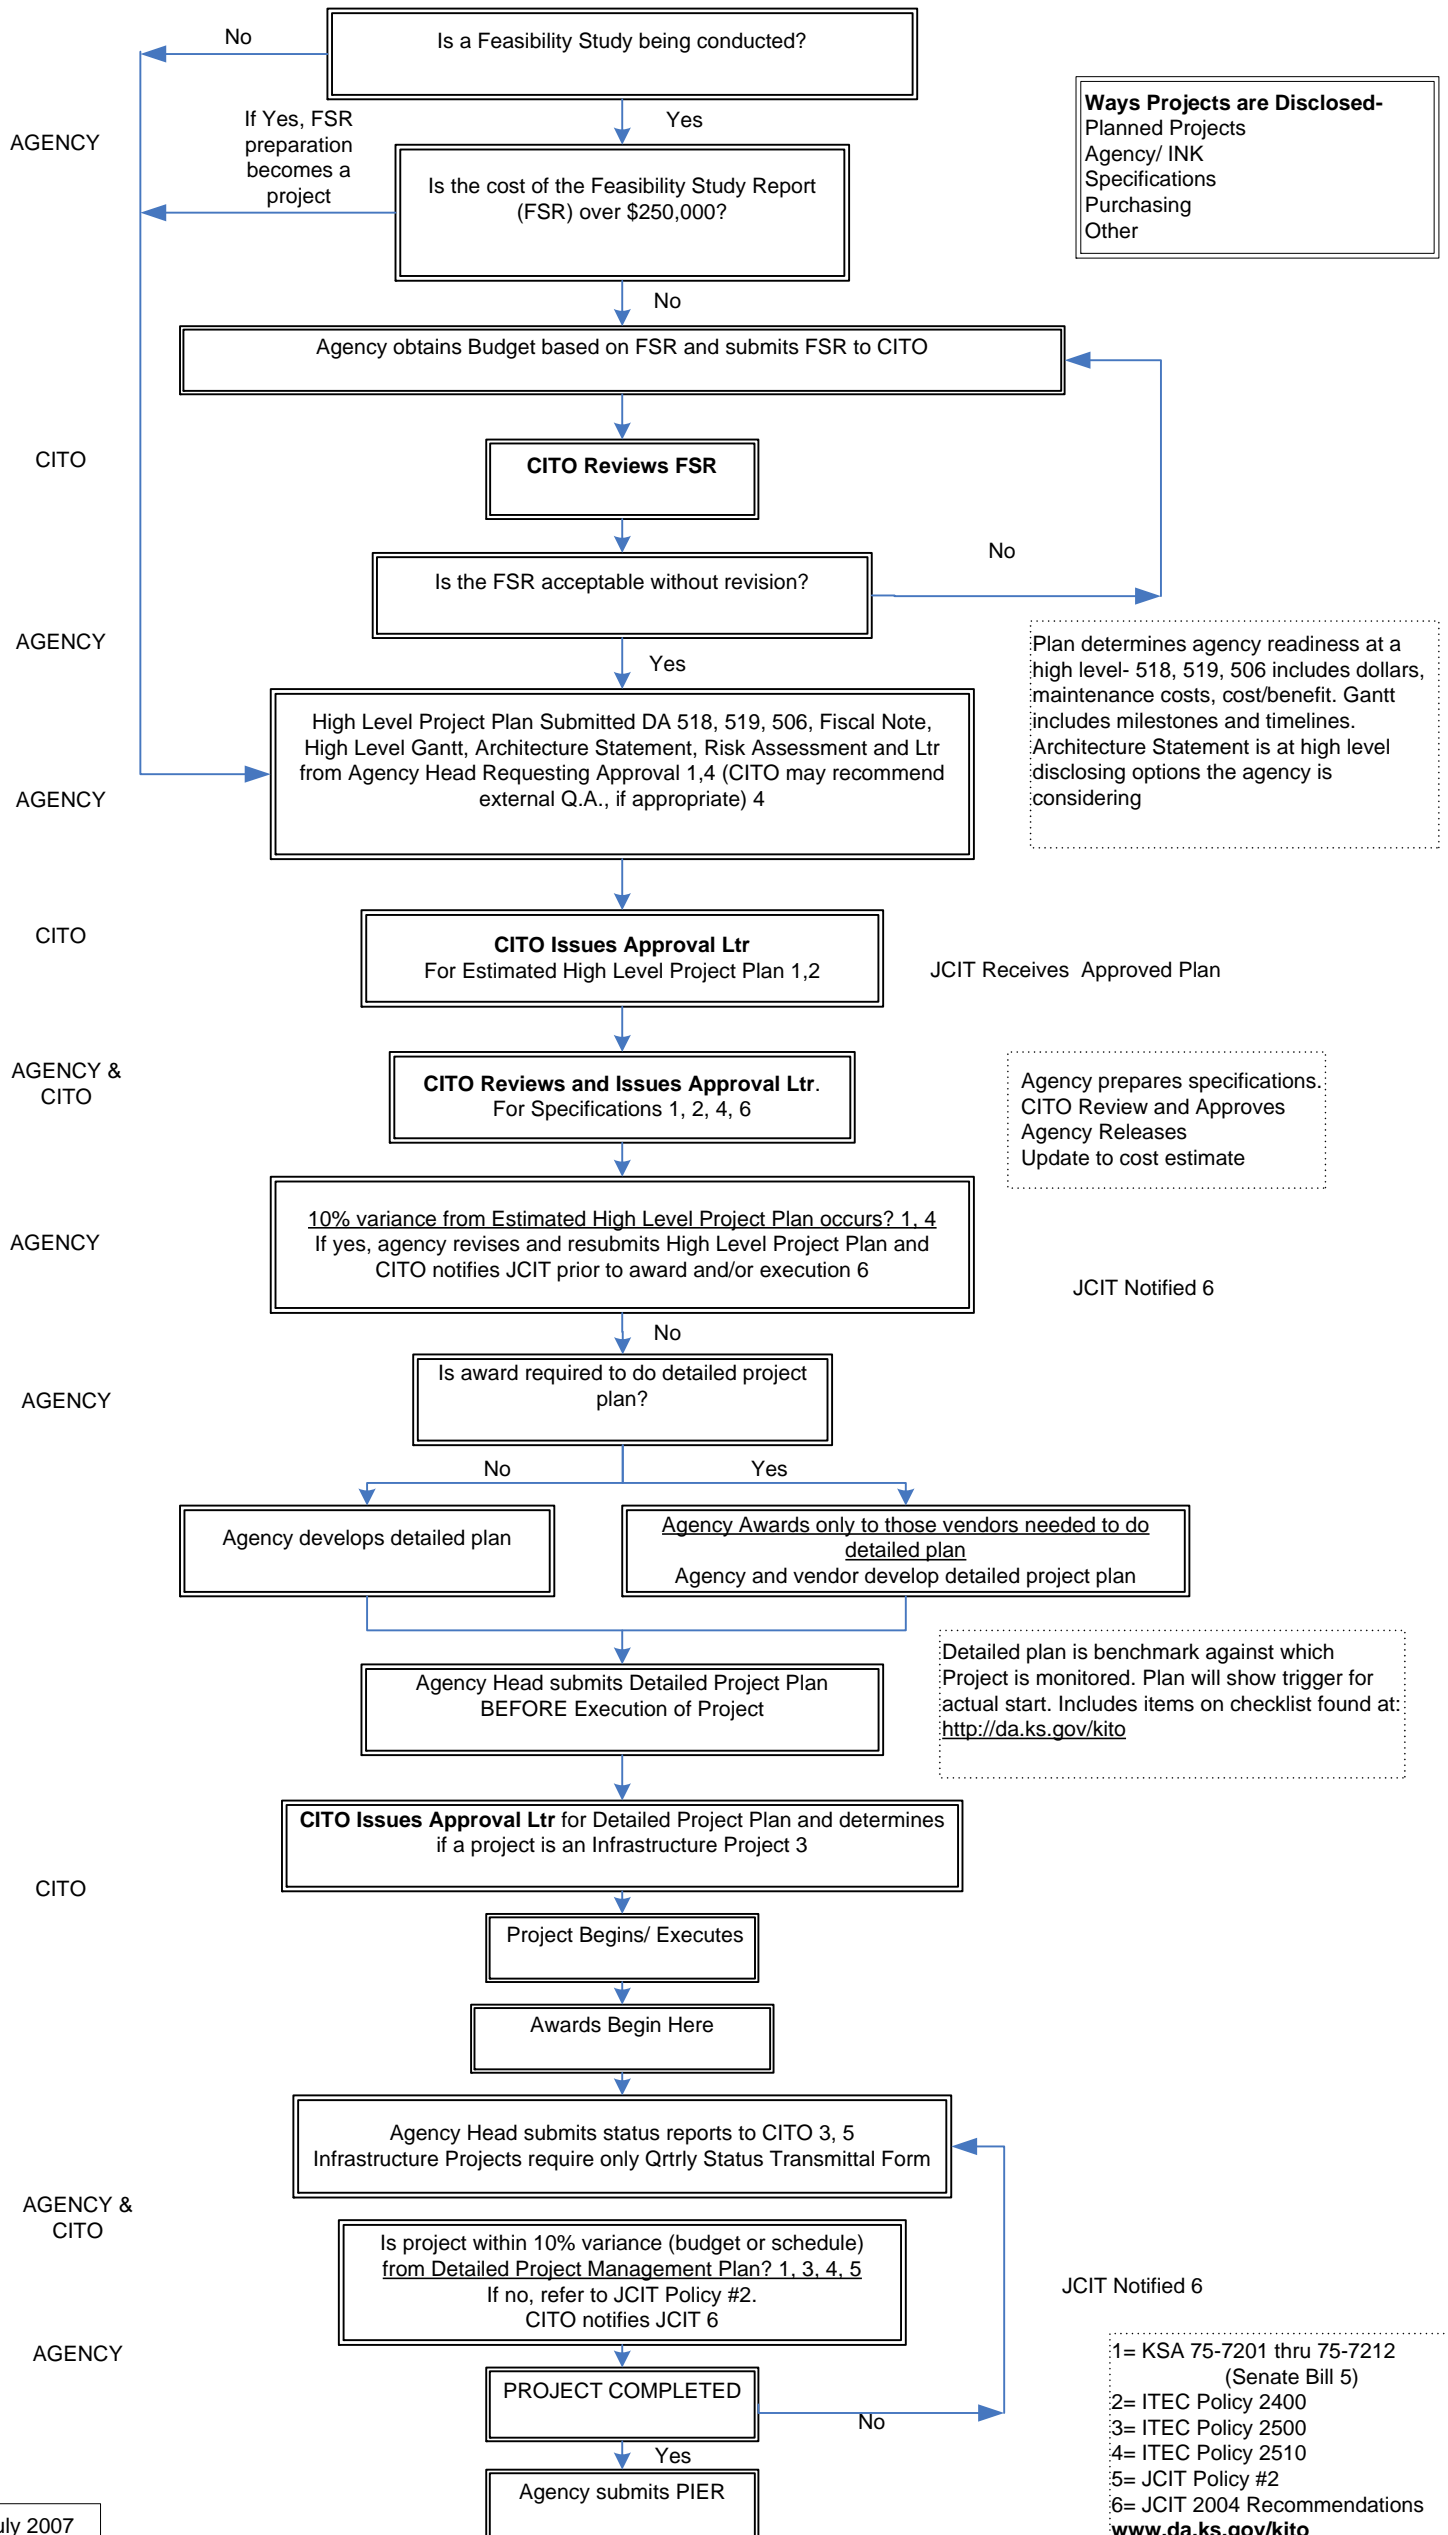 No
Is a Feasibility Study being conducted?
Ways Projects are Disclosed-
Planned Projects
Agency/ INK
Specifications
Purchasing
Other
If Yes, FSR
preparation
becomes a
project
Yes
AGENCY
Is the cost of the Feasibility Study Report
(FSR) over $250,000?
No
Agency obtains Budget based on FSR and submits FSR to CITO
CITO
CITO Reviews FSR
No
Is the FSR acceptable without revision?
AGENCY
Yes
Plan determines agency readiness at a
high level- 518, 519, 506 includes dollars,
maintenance costs, cost/benefit. Gantt
includes milestones and timelines.
Architecture Statement is at high level
disclosing options the agency is
considering
High Level Project Plan Submitted DA 518, 519, 506, Fiscal Note,
High Level Gantt, Architecture Statement, Risk Assessment and Ltr
from Agency Head Requesting Approval 1,4 (CITO may recommend
external Q.A., if appropriate) 4
AGENCY
CITO
CITO Issues Approval Ltr
For Estimated High Level Project Plan 1,2
JCIT Receives  Approved Plan
AGENCY &
CITO
CITO Reviews and Issues Approval Ltr.
For Specifications 1, 2, 4, 6
Agency prepares specifications.
CITO Review and Approves
Agency Releases
Update to cost estimate
AGENCY
10% variance from Estimated High Level Project Plan occurs? 1, 4
If yes, agency revises and resubmits High Level Project Plan and
CITO notifies JCIT prior to award and/or execution 6
JCIT Notified 6
No
AGENCY
Is award required to do detailed project
plan?
No
Yes
Agency develops detailed plan
Agency Awards only to those vendors needed to do
detailed plan
Agency and vendor develop detailed project plan
Detailed plan is benchmark against which
Project is monitored. Plan will show trigger for
actual start. Includes items on checklist found at:
http://da.ks.gov/kito
Agency Head submits Detailed Project Plan
BEFORE Execution of Project
CITO Issues Approval Ltr for Detailed Project Plan and determines
if a project is an Infrastructure Project 3
CITO
Project Begins/ Executes
Awards Begin Here
Agency Head submits status reports to CITO 3, 5
Infrastructure Projects require only Qrtrly Status Transmittal Form
AGENCY &
CITO
Is project within 10% variance (budget or schedule)
from Detailed Project Management Plan? 1, 3, 4, 5
If no, refer to JCIT Policy #2.
CITO notifies JCIT 6
JCIT Notified 6
AGENCY
PROJECT COMPLETED
No
Yes
Agency submits PIER
1= KSA 75-7201 thru 75-7212
(Senate Bill 5)
2= ITEC Policy 2400
3= ITEC Policy 2500
4= ITEC Policy 2510
5= JCIT Policy #2
6= JCIT 2004 Recommendations
www.da.ks.gov/kito
2007